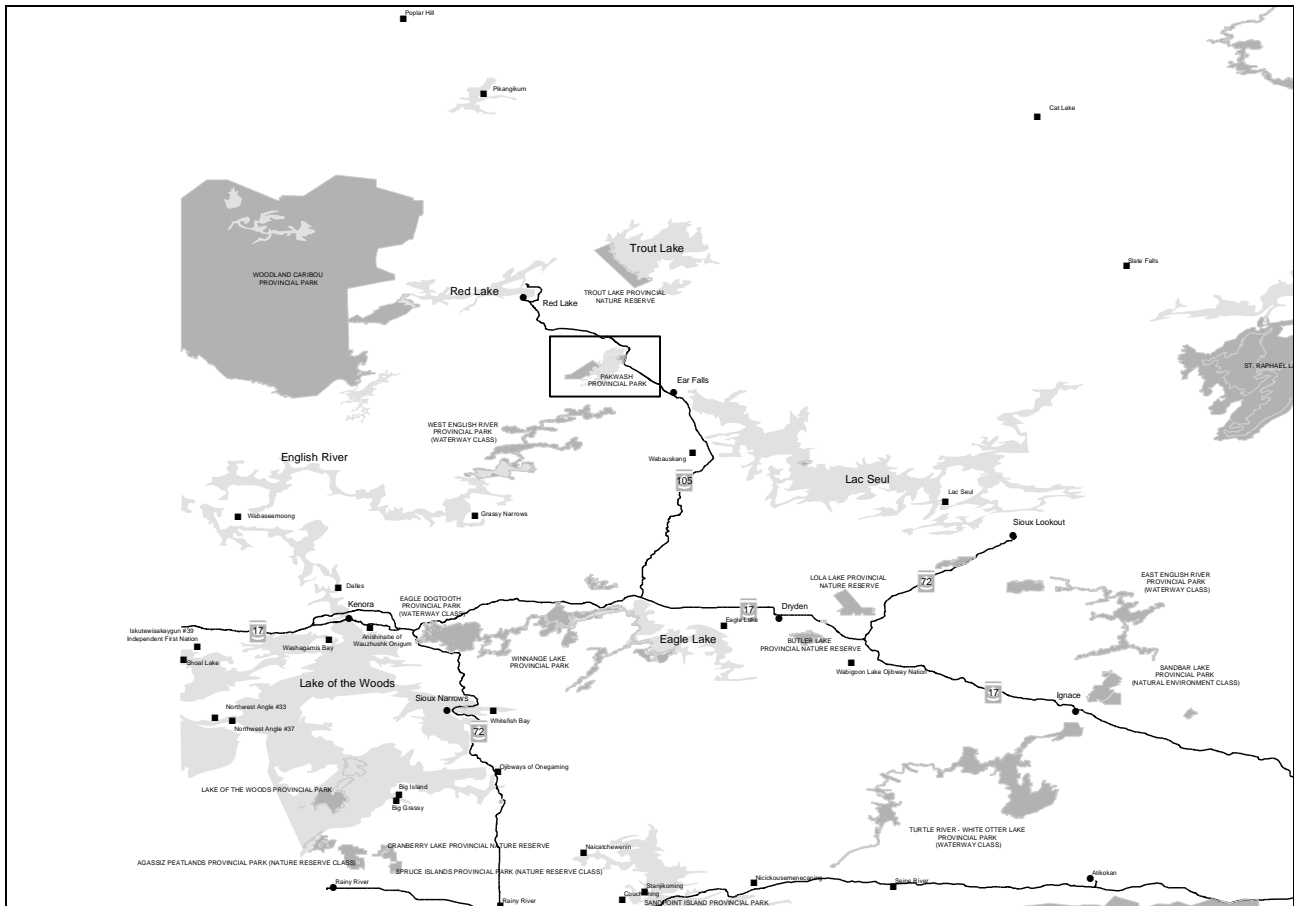 Poplar Hill
Pikangikum
Cat Lake
Trout Lake
Slate Falls
WOODLAND CARIBOU
PROVINCIAL PARK
Red Lake
TROUT LAKE PROVINCIAL
NATURE RESERVE
Red Lake
ST. RAPHAEL LA
PAKWASH
PROVINCIAL PARK
Ear Falls
WEST ENGLISH RIVER
PROVINCIAL PARK
(WATERWAY CLASS)
English River
Wabauskang
105
Lac Seul
Lac Seul
Wabaseemoong
Grassy Narrows
Sioux Lookout
Dalles
LOLA LAKE PROVINCIAL
NATURE RESERVE
72
EAST ENGLISH RIVER
PROVINCIAL PARK
(WATERWAY CLASS)
Kenora
EAGLE DOGTOOTH
PROVINCIAL PARK
(WATERWAY CLASS)
17
Dryden
Iskutewisakaygun #39
Independent First Nation
17
Anishinabe of
Wauzhushk Onigum
Washagamis Bay
Eagle Lake
Eagle Lake
BUTLER LAKE
PROVINCIAL NATURE RESERVE
Shoal Lake
WINNANGE LAKE
PROVINCIAL PARK
Wabigoon Lake Ojibway Nation
SANDBAR LAKE
PROVINCIAL PARK
(NATURAL ENVIRONMENT CLASS)
Lake of the Woods
Sioux Narrows
17
Ignace
Northwest Angle #33
Northwest Angle #37
Whitefish Bay
72
Ojibways of Onegaming
LAKE OF THE WOODS PROVINCIAL PARK
Big Island
Big Grassy
TURTLE RIVER - WHITE OTTER LAKE
PROVINCIAL PARK
(WATERWAY CLASS)
CRANBERRY LAKE PROVINCIAL NATURE RESERVE
Naicatchewenin
AGASSIZ PEATLANDS PROVINCIAL PARK (NATURE RESERVE CLASS)
SPRUCE ISLANDS PROVINCIAL PARK (NATURE RESERVE CLASS)
Rainy River
Stanjikoming
Nicickousemenecaning
Seine River
Atikokan
Rainy River
Couchiching
SANDPOINT ISLAND PROVINCIAL PARK